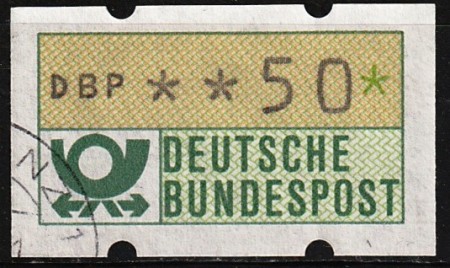 DBP **50*
DEUTSCHE
BUNDESPOST